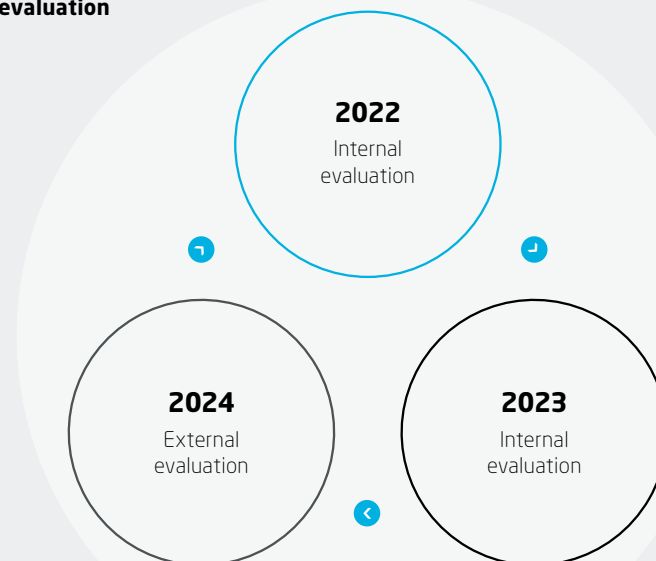 evaluation
2022
Internal
evaluation
2024
External
evaluation
2023
Internal
evaluation